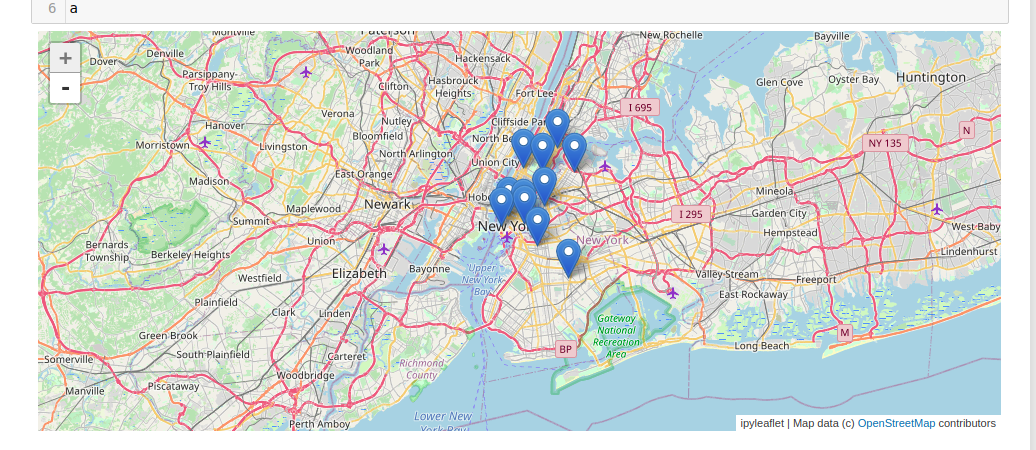 6 a
Montville
Paterson
New Rochelle
Bayville
Dover
Denville
Woodland
Park
Hackensack
Parsippany-
Troy Hills
Clifton
Hasbrouck
Heights
Fort Lee
Glen Cove
Oyster Bay
Huntington
+
-
Verona
Nutley
Cliffside Par
I 695
Hanover
Bloomfield
North Be
N
Morristown
Livingston
North Arlington
Union City
NY 135
East Orange
Madison
Mineola
Maplewood
Newark
Hobo
Summit
New Yo
I 295
Garden City
Hempstead
West Baby
Bernards
Township
Berkeley Heights
Union
New York
Lindenhurst
Westfield
Elizabeth
Bayonne
Upper
New York
Bay
Valley Stream
Freeport
Plainfield
Clark
Linden
East Rockaway
Green Brook
Gateway
National
Recreation
Area
M
Somerville
South Plainfield
Carteret
BP
Long Beach
Richmond
County
Woodbridge
Manville
Piscataway
Perth Amboy
Lower New
York Bay
ipyleaflet | Map data (c) OpenStreetMap contributors